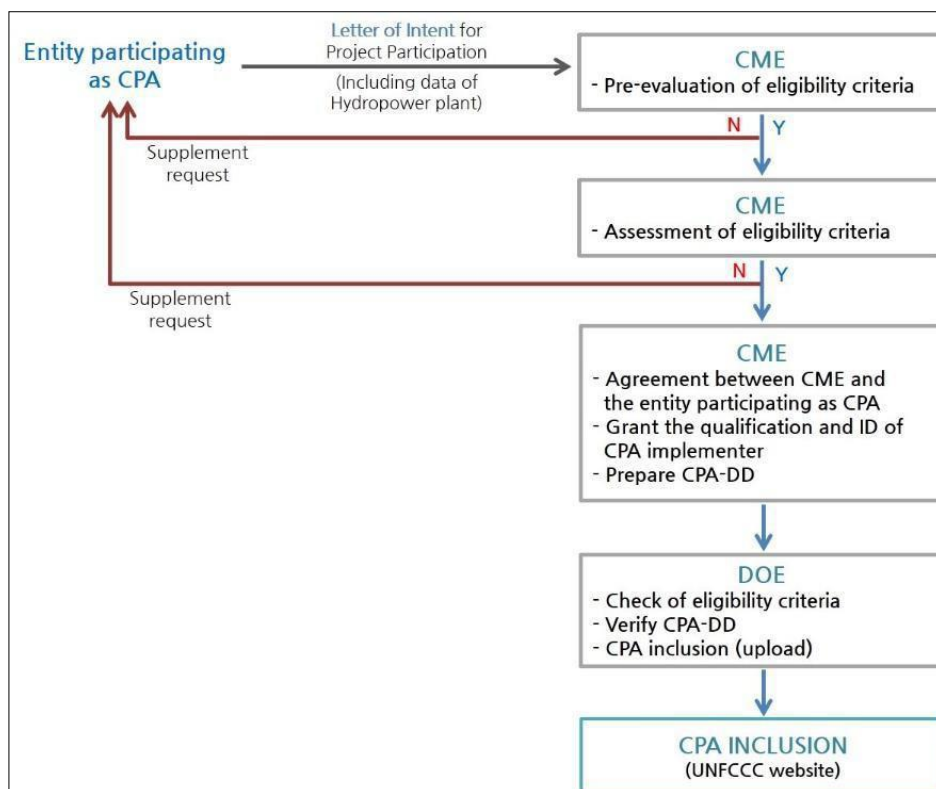 Entity participating
as CPA
Letter of Intent for
Project Participation
(Including data of
Hydropower plant)
CME
- Pre-evaluation of eligibility criteria
N Y
Supplement
request
CME
- Assessment of eligibility criteria
N Y
Supplement
request
CME
- Agreement between CME and
the entity participating as CPA
- Grant the qualification and ID of
CPA implementer
- Prepare CPA-DD
DOE
- Check of eligibility criteria
- Verify CPA-DD
- CPA inclusion (upload)
CPA INCLUSION
(UNFCCC website)